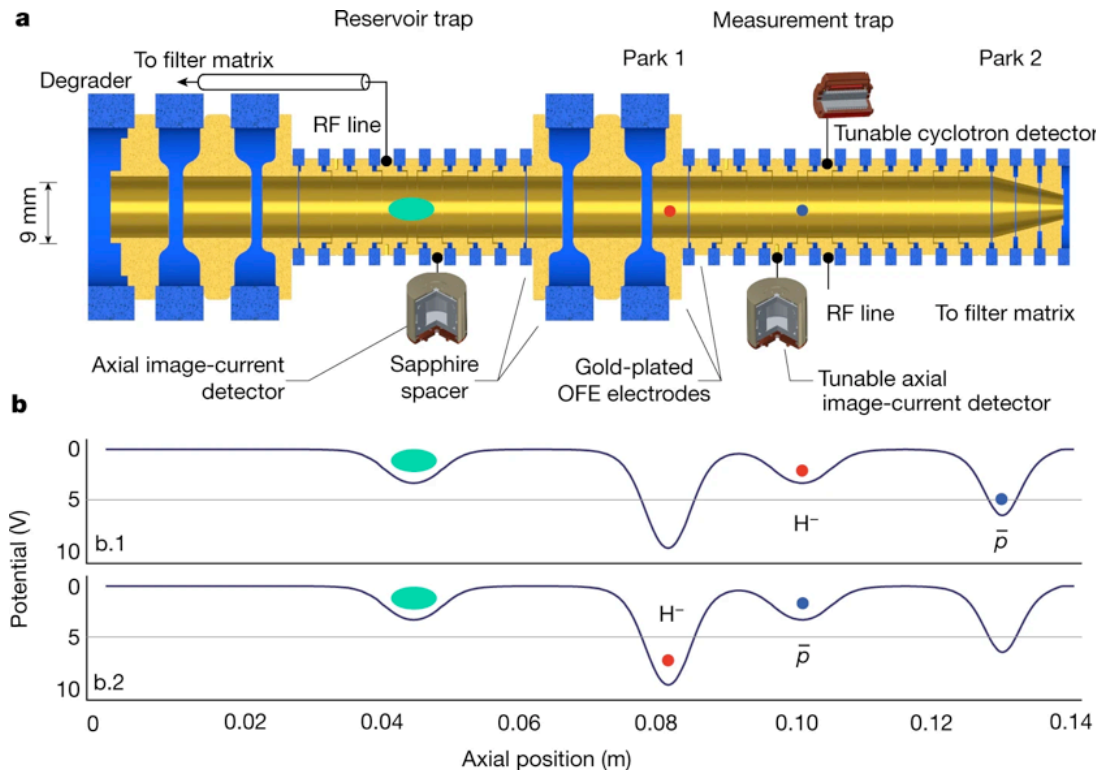 a
Reservoir trap
Measurement trap
To filter matrix
Park 1
Park 2
Degrader
RF line
Tunable cyclotron detector
9 mm
RF line
To filter matrix
Axial image-current
detector
Sapphire
spacer
Gold-plated
OFE electrodes
Tunable axial
image-current detector
b
0
5
10
b.1
H⁻
p̄
0
5
10
b.2
H⁻
p̄
Potential (V)
0 0.02 0.04 0.06 0.08 0.10 0.12 0.14
Axial position (m)